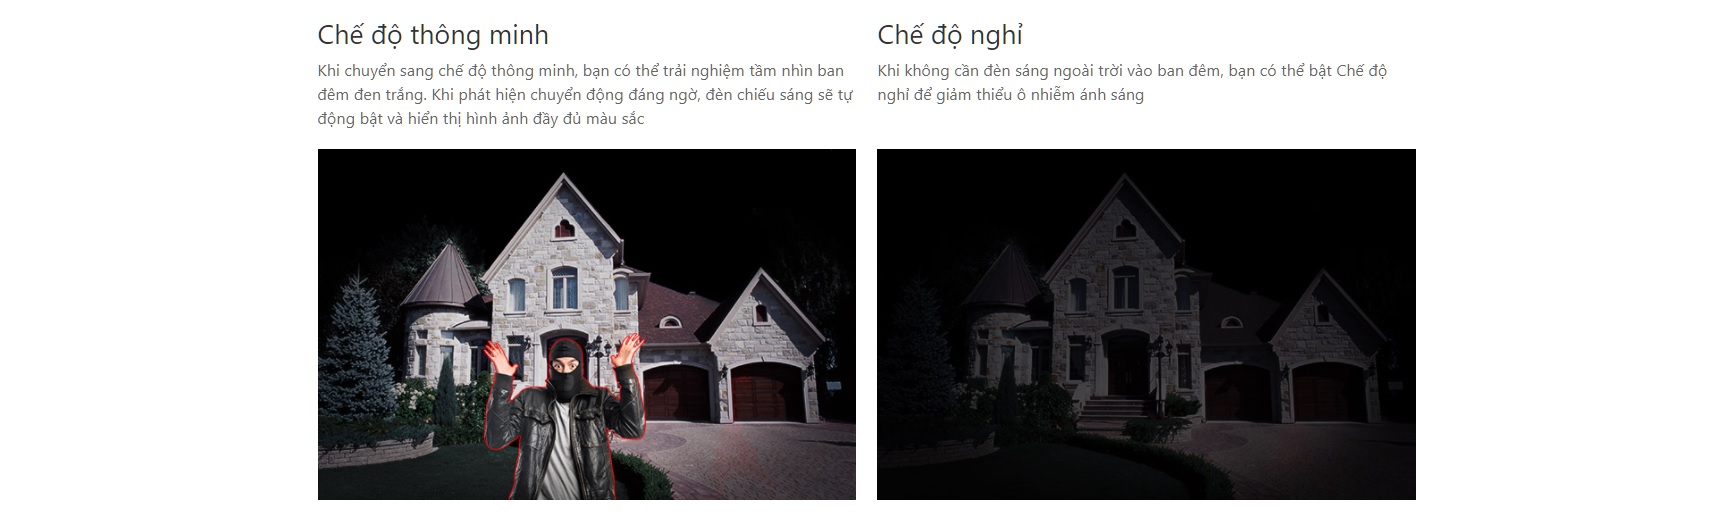 Chế độ thông minh
Khi chuyển sang chế độ thông minh, bạn có thể trải nghiệm tầm nhìn ban
đêm đen trắng. Khi phát hiện chuyển động đáng ngờ, đèn chiếu sáng sẽ tự
động bật và hiển thị hình ảnh đầy đủ màu sắc
Chế độ nghỉ
Khi không cần đèn sáng ngoài trời vào ban đêm, bạn có thể bật Chế độ
nghỉ để giảm thiểu ô nhiễm ánh sáng